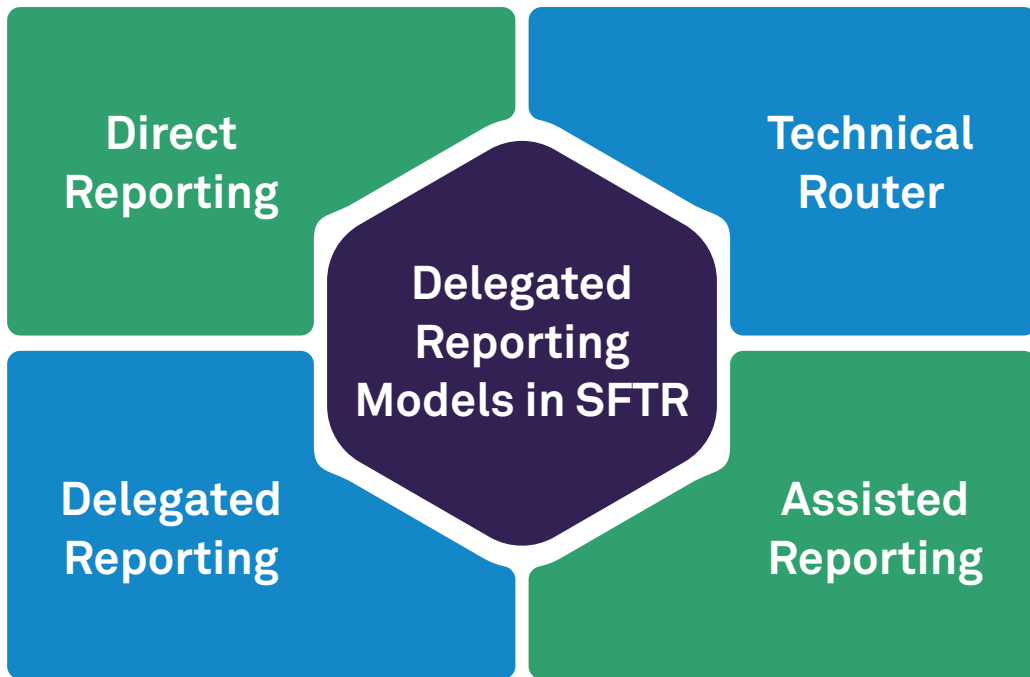 Direct
Reporting
Technical
Router
Delegated
Reporting
Models in SFTR
Delegated
Reporting
Assisted
Reporting